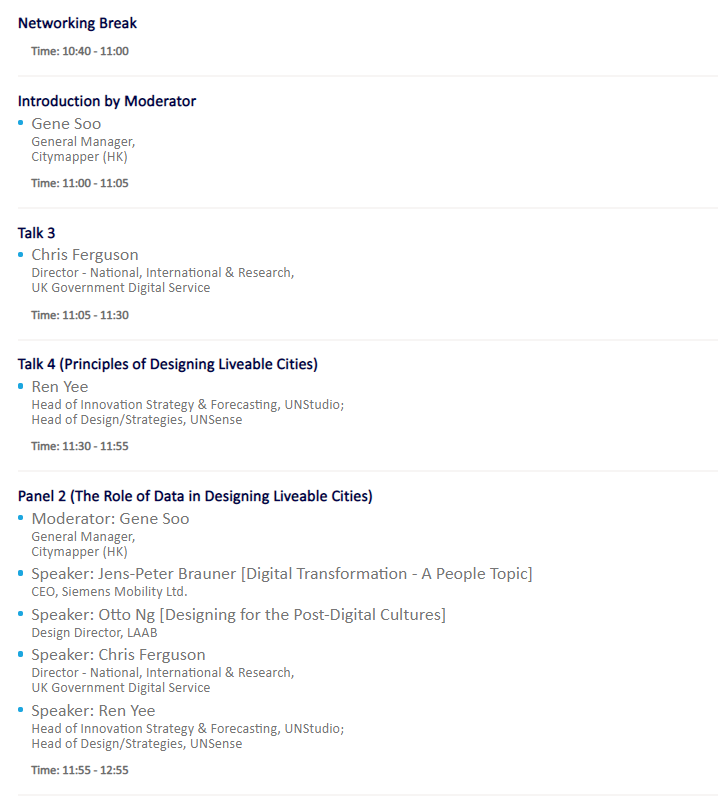 Networking Break
Time: 10:40 - 11:00
Introduction by Moderator
Gene Soo
General Manager,
Citymapper (HK)
Time: 11:00 - 11:05
Talk 3
Chris Ferguson
Director - National, International & Research,
UK Government Digital Service
Time: 11:05 - 11:30
Talk 4 (Principles of Designing Liveable Cities)
Ren Yee
Head of Innovation Strategy & Forecasting, UNStudio;
Head of Design/Strategies, UNSense
Time: 11:30 - 11:55
Panel 2 (The Role of Data in Designing Liveable Cities)
Moderator: Gene Soo
General Manager,
Citymapper (HK)
Speaker: Jens-Peter Brauner [Digital Transformation - A People Topic]
CEO, Siemens Mobility Ltd.
Speaker: Otto Ng [Designing for the Post-Digital Cultures]
Design Director, LAAB
Speaker: Chris Ferguson
Director - National, International & Research,
UK Government Digital Service
Speaker: Ren Yee
Head of Innovation Strategy & Forecasting, UNStudio;
Head of Design/Strategies, UNSense
Time: 11:55 - 12:55